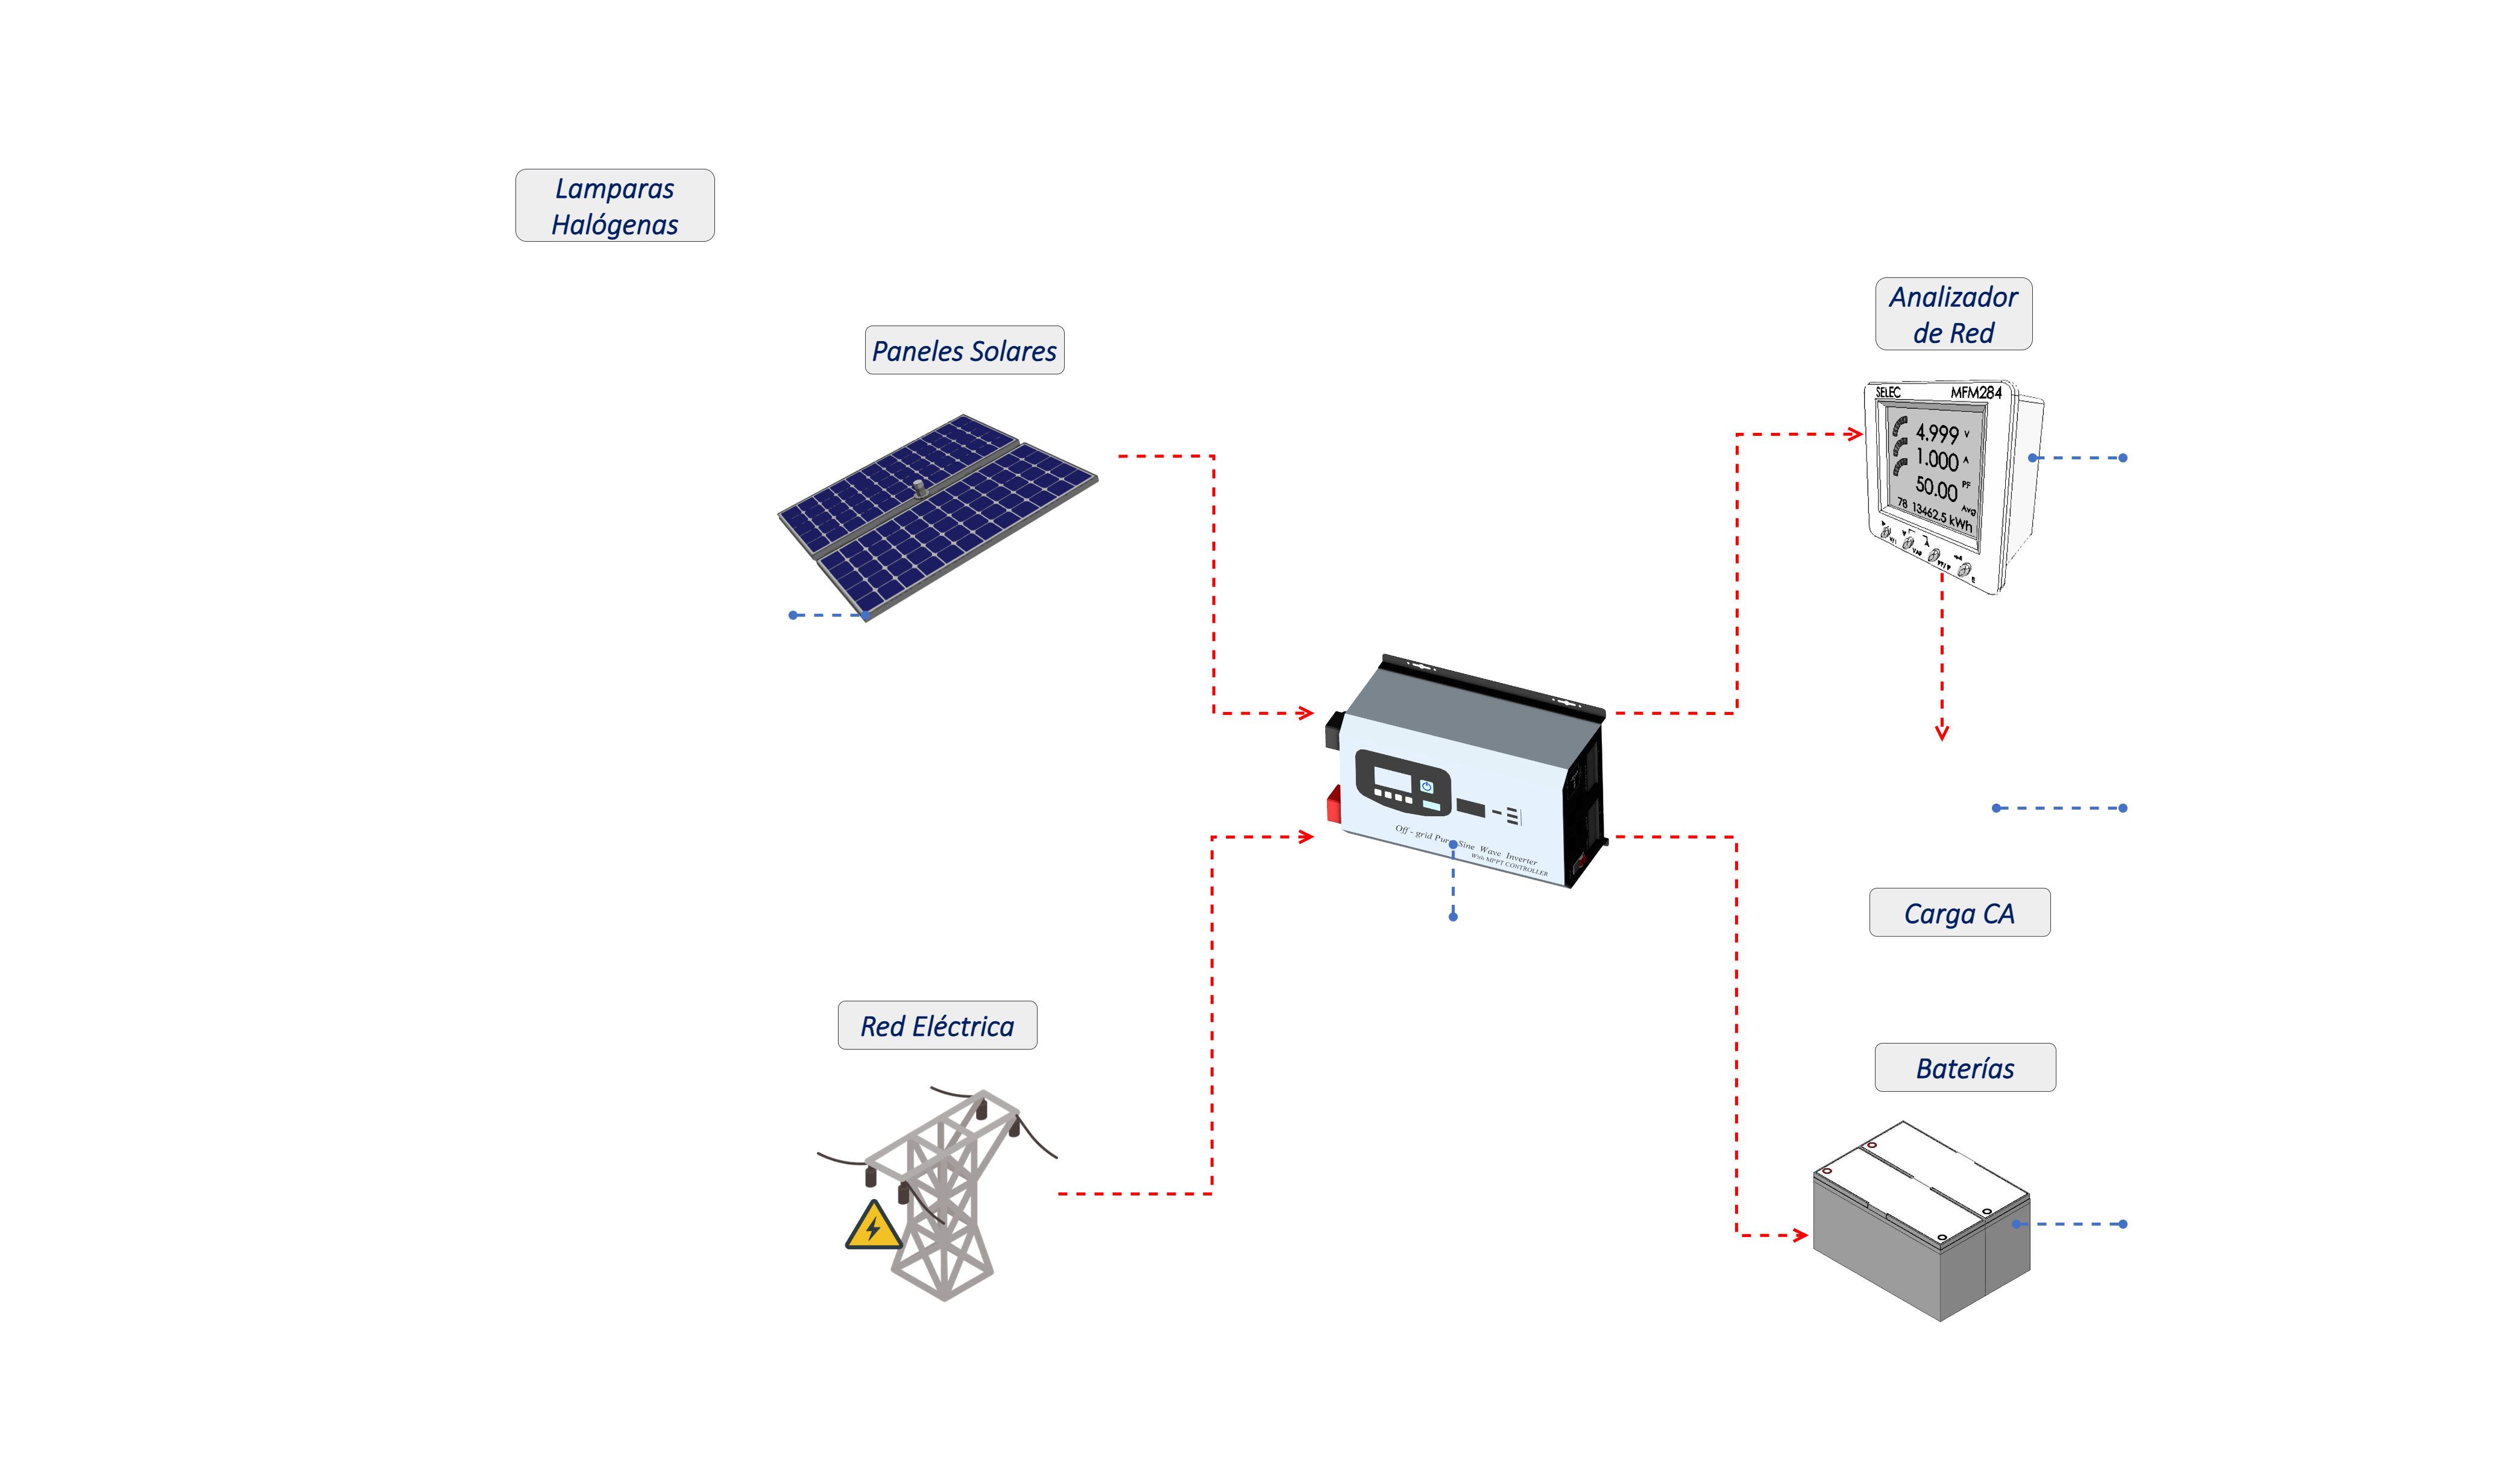 Lamparas
Halógenas
Paneles Solares
Analizador
de Red
SELEC MFM284
4.999 V
1.000 A
50.00 PF
Avg
78 13462.5 kWh
Off - grid Pure Sine Wave Inverter
With MPPT CONTROLLER
Carga CA
Red Eléctrica
Baterías